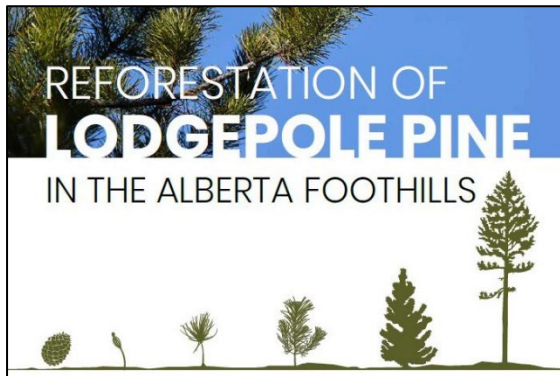 REFORESTATION OF
LODGEPOLE PINE
IN THE ALBERTA FOOTHILLS